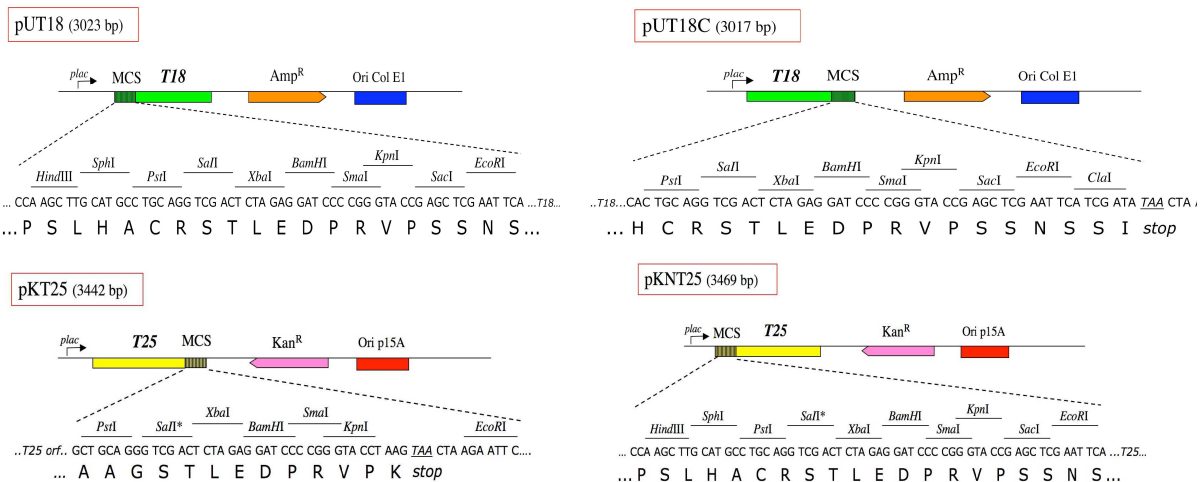 pUT18 (3023 bp)
plac MCS T18 Amp^R Ori Col E1
SphI SalI BamHI KpnI EcoRI
HindIII PstI XbaI SmaI SacI
... CCA AGC TTG CAT GCC TGC AGG TCG ACT CTA GAG GAT CCC CGG GTA CCG AGC TCG AAT TCA ...T18...
...P S L H A C R S T L E D P R V P S S N S...
pUT18C (3017 bp)
plac T18 MCS Amp^R Ori Col E1
SalI BamHI KpnI EcoRI
PstI XbaI SmaI SacI ClaI
..T18...CAC TGC AGG TCG ACT CTA GAG GAT CCC CGG GTA CCG AGC TCG AAT TCA TCG ATA TAA CTA A
... H C R S T L E D P R V P S S N S S I stop
pKT25 (3442 bp)
plac T25 MCS Kan^R Ori p15A
XbaI SmaI
PstI SalI* BamHI KpnI EcoRI
..T25 orf.. GCT GCA GGG TCG ACT CTA GAG GAT CCC CGG GTA CCT AAG TAA CTA AGA ATT C....
... A A G S T L E D P R V P K stop
pKNT25 (3469 bp)
plac MCS T25 Kan^R Ori p15A
SphI SalI* BamHI KpnI EcoRI
HindIII PstI XbaI SmaI SacI
... CCA AGC TTG CAT GCC TGC AGG TCG ACT CTA GAG GAT CCC CGG GTA CCG AGC TCG AAT TCA ...T25...
...P S L H A C R S T L E D P R V P S S N S...